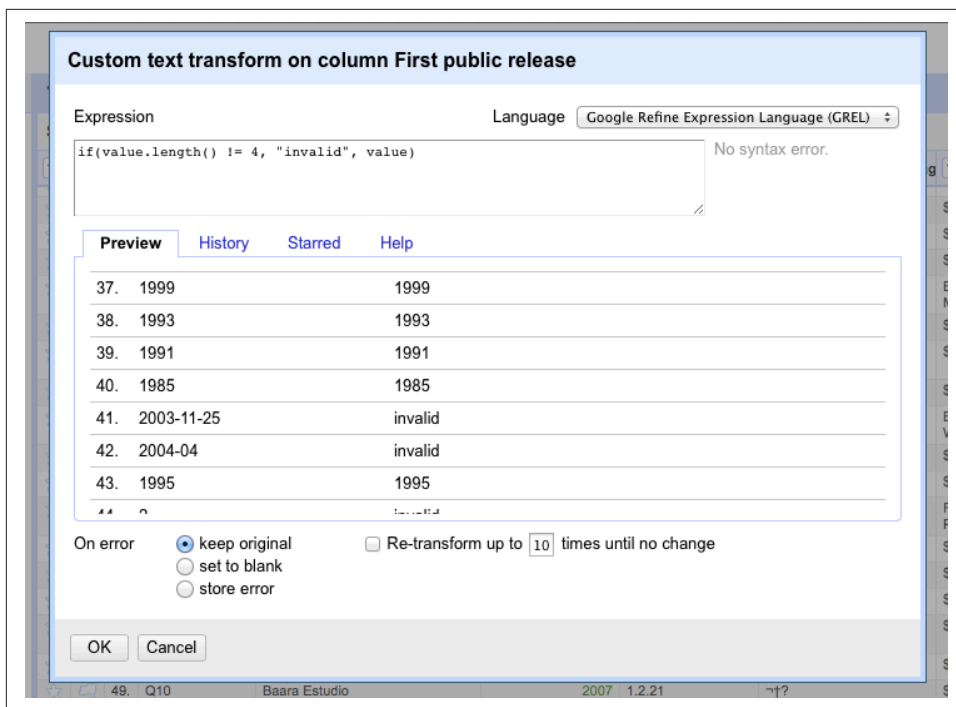 Custom text transform on column First public release
Expression Language Google Refine Expression Language (GREL)
if(value.length() != 4, "invalid", value) No syntax error.
Preview History Starred Help
37. 1999 1999
38. 1993 1993
39. 1991 1991
40. 1985 1985
41. 2003-11-25 invalid
42. 2004-04 invalid
43. 1995 1995
44. 2 invalid
On error keep original Re-transform up to 10 times until no change
set to blank
store error
OK Cancel
49. Q10 Baara Estudio 2007 1.2.21 ¬†?